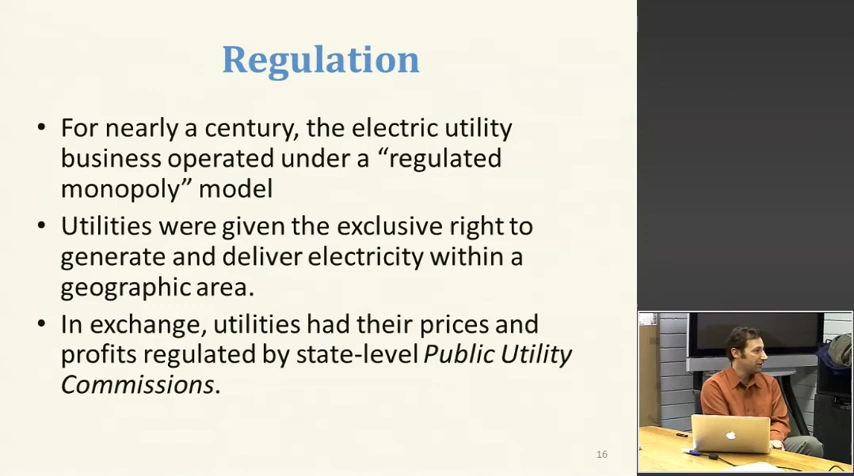 Regulation
• For nearly a century, the electric utility
business operated under a “regulated
monopoly” model
• Utilities were given the exclusive right to
generate and deliver electricity within a
geographic area.
• In exchange, utilities had their prices and
profits regulated by state-level Public Utility
Commissions.
16